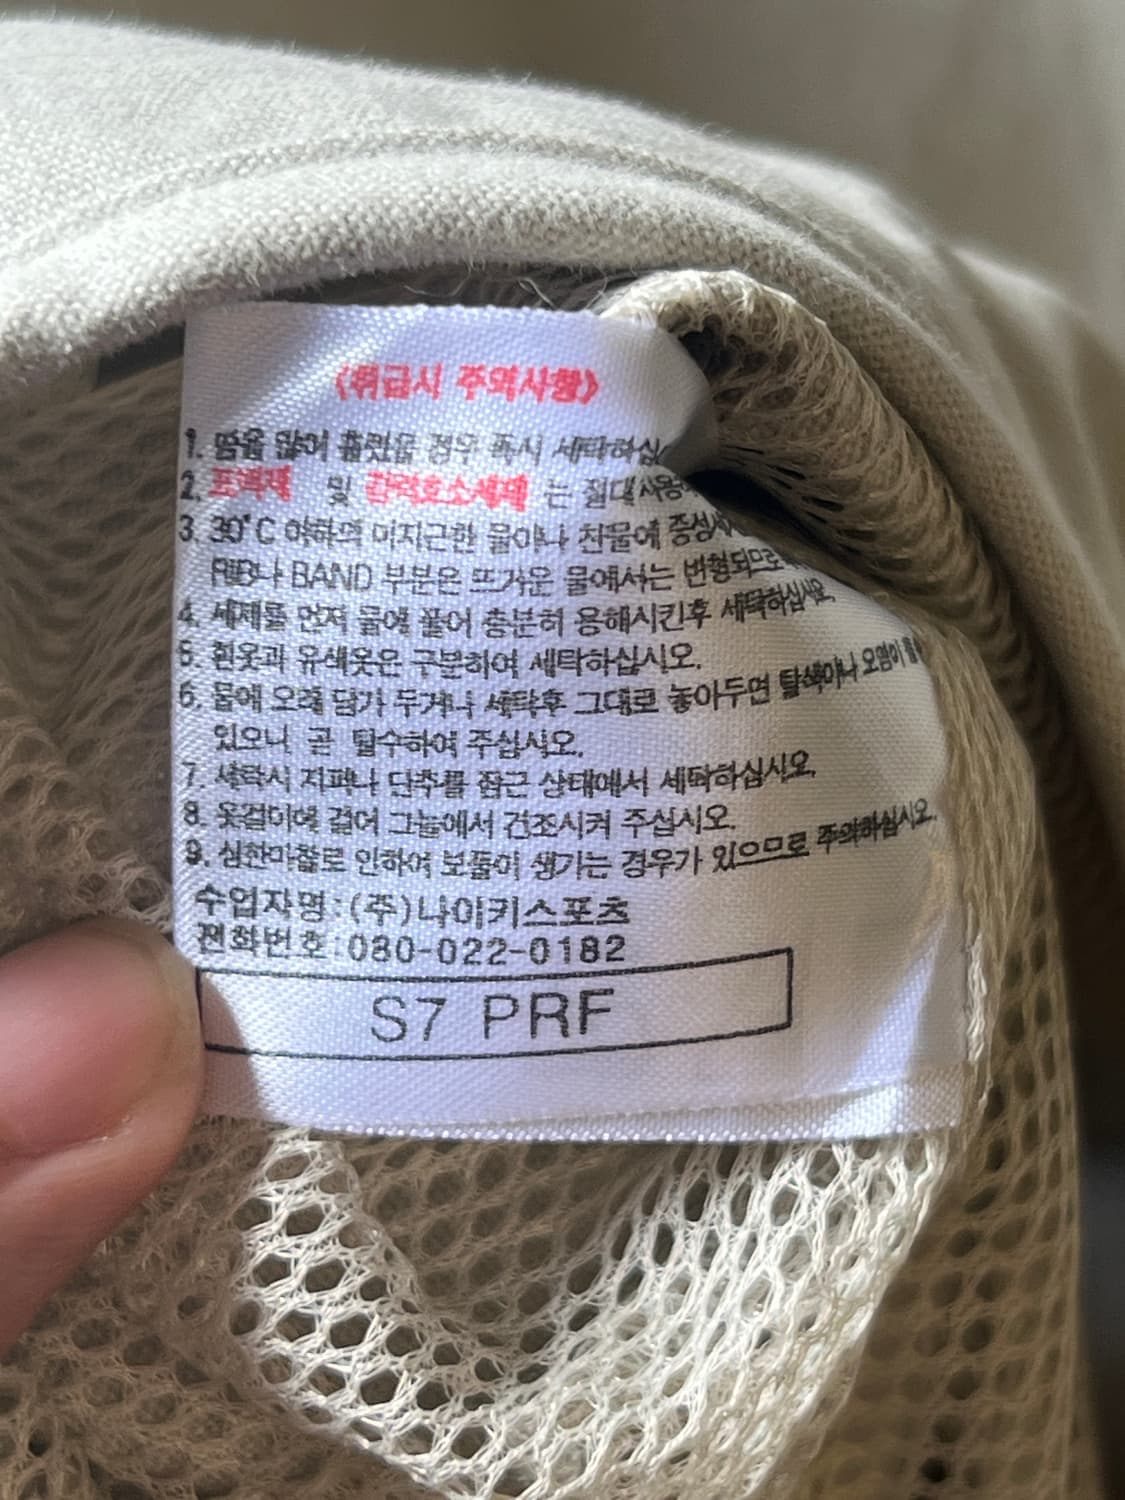 〈취급시 주의사항〉
1. 땀을 많이 흘렸을 경우 즉시 세탁하십
2. 표백제 및 강력효소세제 는 절대 사용
3. 30°C 이하의 미지근한 물이나 찬물에 중성세
RIB나 BAND 부분은 뜨거운 물에서는 변형되므로
4. 세제를 먼저 물에 풀어 충분히 용해시킨후 세탁하십시오.
5. 흰옷과 유색옷은 구분하여 세탁하십시오.
6. 물에 오래 담가 두거나 세탁후 그대로 놓아두면 탈색이나 오염이
있으니 곧 탈수하여 주십시오.
7. 세탁시 지퍼나 단추를 잠근 상태에서 세탁하십시오.
8. 옷걸이에 걸어 그늘에서 건조시켜 주십시오.
9. 심한마찰로 인하여 보풀이 생기는 경우가 있으므로 주의하십시오.
수업자명:(주)나이키스포츠
전화번호:080-022-0182
S7 PRF